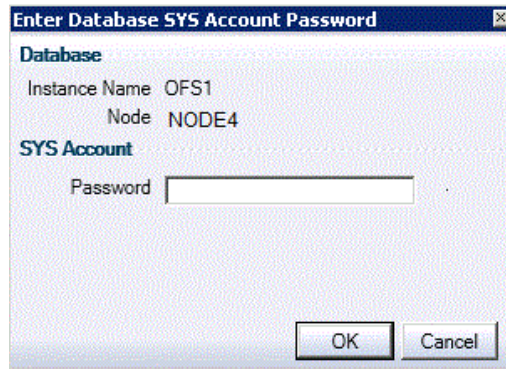 Enter Database SYS Account Password
Database
Instance Name OFS1
Node NODE4
SYS Account
Password
OK Cancel